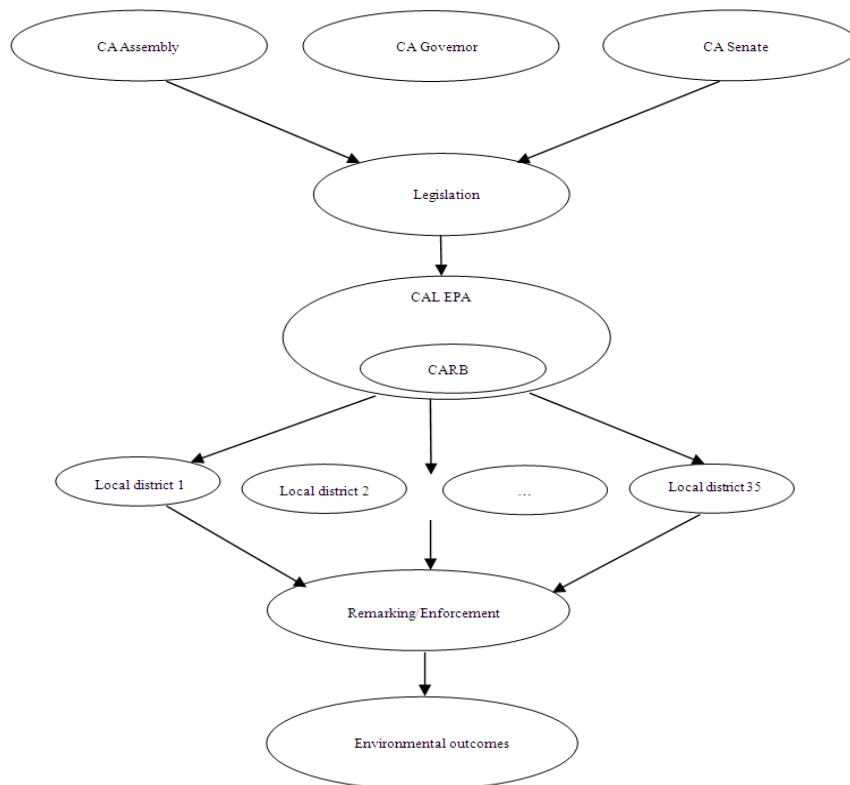 CA Assembly
CA Governor
CA Senate
Legislation
CAL EPA
CARB
Local district 1
Local district 2
…
Local district 35
Remarking/Enforcement
Environmental outcomes